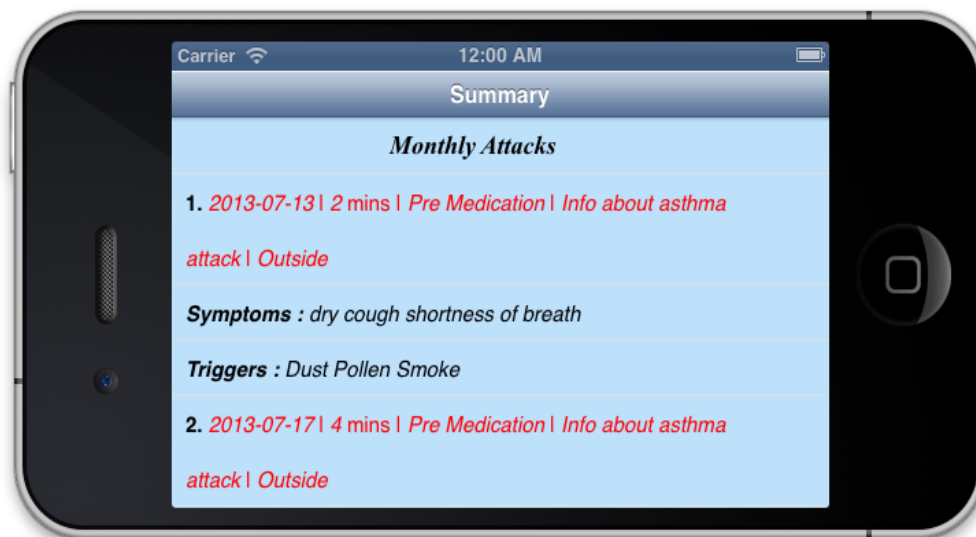 Carrier 12:00 AM
Summary
Monthly Attacks
1. 2013-07-13 | 2 mins | Pre Medication | Info about asthma
attack | Outside
Symptoms : dry cough shortness of breath
Triggers : Dust Pollen Smoke
2. 2013-07-17 | 4 mins | Pre Medication | Info about asthma
attack | Outside